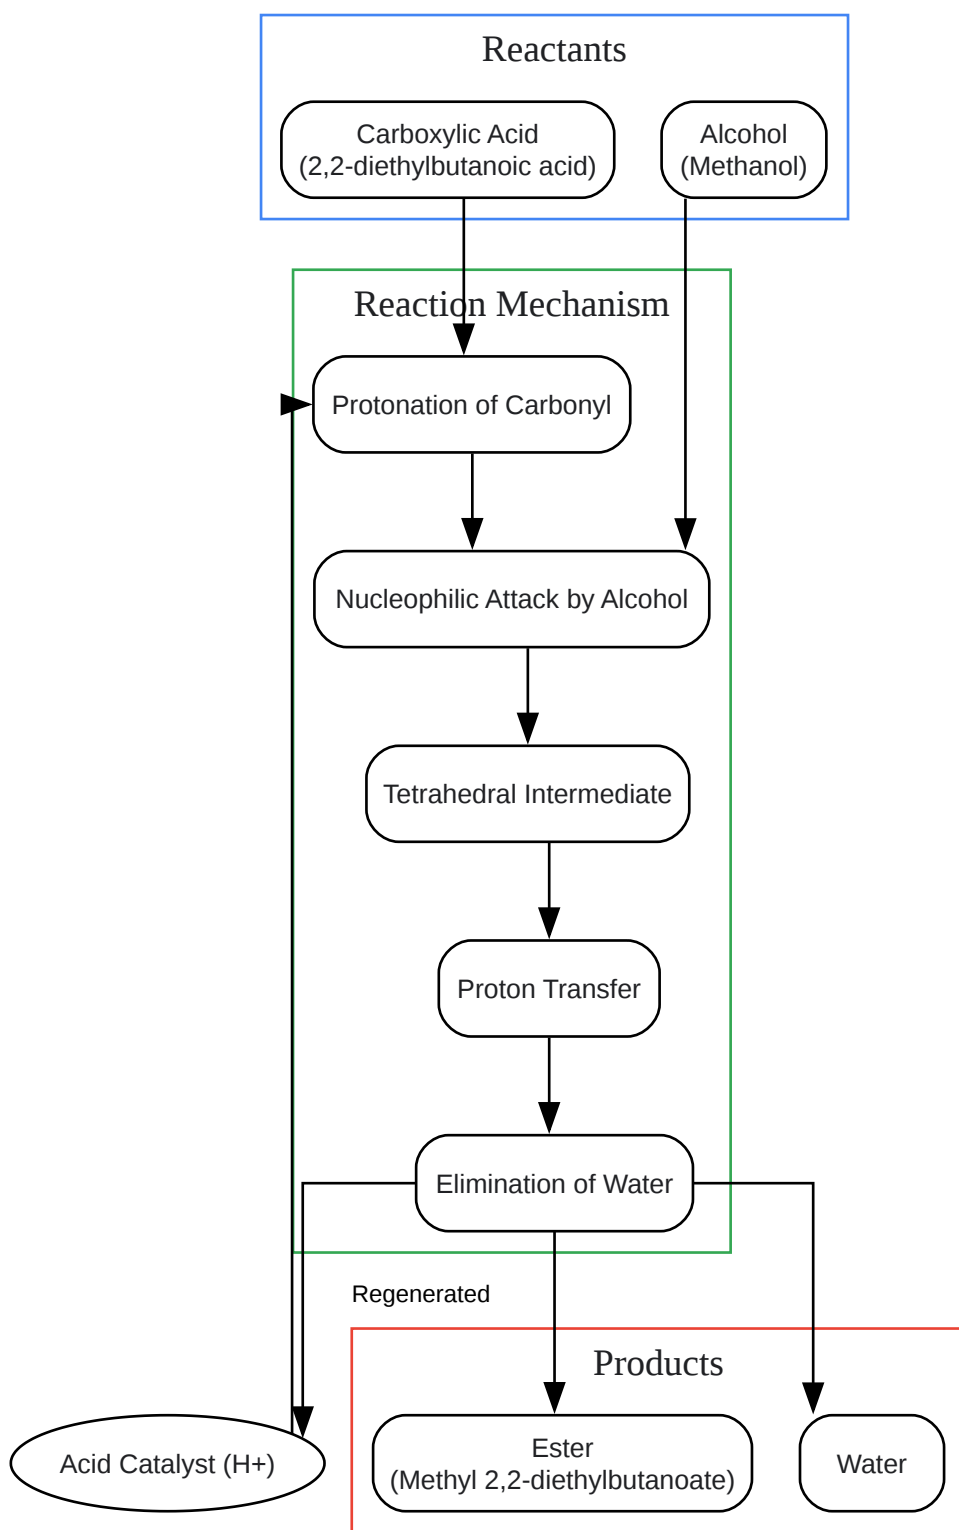 Reactants
Carboxylic Acid
(2,2-diethylbutanoic acid)
Alcohol
(Methanol)
Reaction Mechanism
Protonation of Carbonyl
Nucleophilic Attack by Alcohol
Tetrahedral Intermediate
Proton Transfer
Elimination of Water
Regenerated
Products
Acid Catalyst (H+)
Ester
(Methyl 2,2-diethylbutanoate)
Water